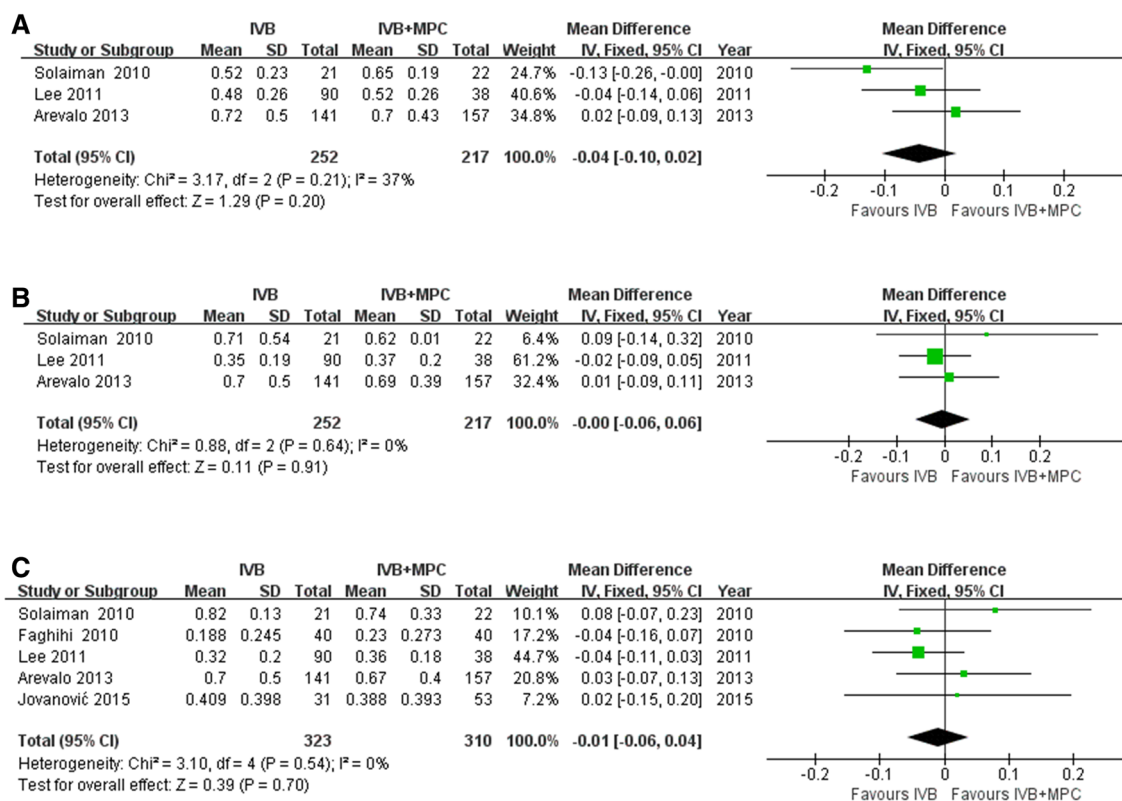 A
IVB IVB+MPC Mean Difference Mean Difference
Study or Subgroup Mean SD Total Mean SD Total Weight IV, Fixed, 95% CI Year IV, Fixed, 95% CI
Solaiman 2010 0.52 0.23 21 0.65 0.19 22 24.7% -0.13 [-0.26, -0.00] 2010
Lee 2011 0.48 0.26 90 0.52 0.26 38 40.6% -0.04 [-0.14, 0.06] 2011
Arevalo 2013 0.72 0.5 141 0.7 0.43 157 34.8% 0.02 [-0.09, 0.13] 2013
Total (95% CI) 252 217 100.0% -0.04 [-0.10, 0.02]
Heterogeneity: Chi² = 3.17, df = 2 (P = 0.21); I² = 37%
Test for overall effect: Z = 1.29 (P = 0.20)
-0.2 -0.1 0 0.1 0.2
Favours IVB Favours IVB+MPC
B
IVB IVB+MPC Mean Difference Mean Difference
Study or Subgroup Mean SD Total Mean SD Total Weight IV, Fixed, 95% CI Year IV, Fixed, 95% CI
Solaiman 2010 0.71 0.54 21 0.62 0.01 22 6.4% 0.09 [-0.14, 0.32] 2010
Lee 2011 0.35 0.19 90 0.37 0.2 38 61.2% -0.02 [-0.09, 0.05] 2011
Arevalo 2013 0.7 0.5 141 0.69 0.39 157 32.4% 0.01 [-0.09, 0.11] 2013
Total (95% CI) 252 217 100.0% -0.00 [-0.06, 0.06]
Heterogeneity: Chi² = 0.88, df = 2 (P = 0.64); I² = 0%
Test for overall effect: Z = 0.11 (P = 0.91)
-0.2 -0.1 0 0.1 0.2
Favours IVB Favours IVB+MPC
C
IVB IVB+MPC Mean Difference Mean Difference
Study or Subgroup Mean SD Total Mean SD Total Weight IV, Fixed, 95% CI Year IV, Fixed, 95% CI
Solaiman 2010 0.82 0.13 21 0.74 0.33 22 10.1% 0.08 [-0.07, 0.23] 2010
Faghihi 2010 0.188 0.245 40 0.23 0.273 40 17.2% -0.04 [-0.16, 0.07] 2010
Lee 2011 0.32 0.2 90 0.36 0.18 38 44.7% -0.04 [-0.11, 0.03] 2011
Arevalo 2013 0.7 0.5 141 0.67 0.4 157 20.8% 0.03 [-0.07, 0.13] 2013
Jovanović 2015 0.409 0.398 31 0.388 0.393 53 7.2% 0.02 [-0.15, 0.20] 2015
Total (95% CI) 323 310 100.0% -0.01 [-0.06, 0.04]
Heterogeneity: Chi² = 3.10, df = 4 (P = 0.54); I² = 0%
Test for overall effect: Z = 0.39 (P = 0.70)
-0.2 -0.1 0 0.1 0.2
Favours IVB Favours IVB+MPC